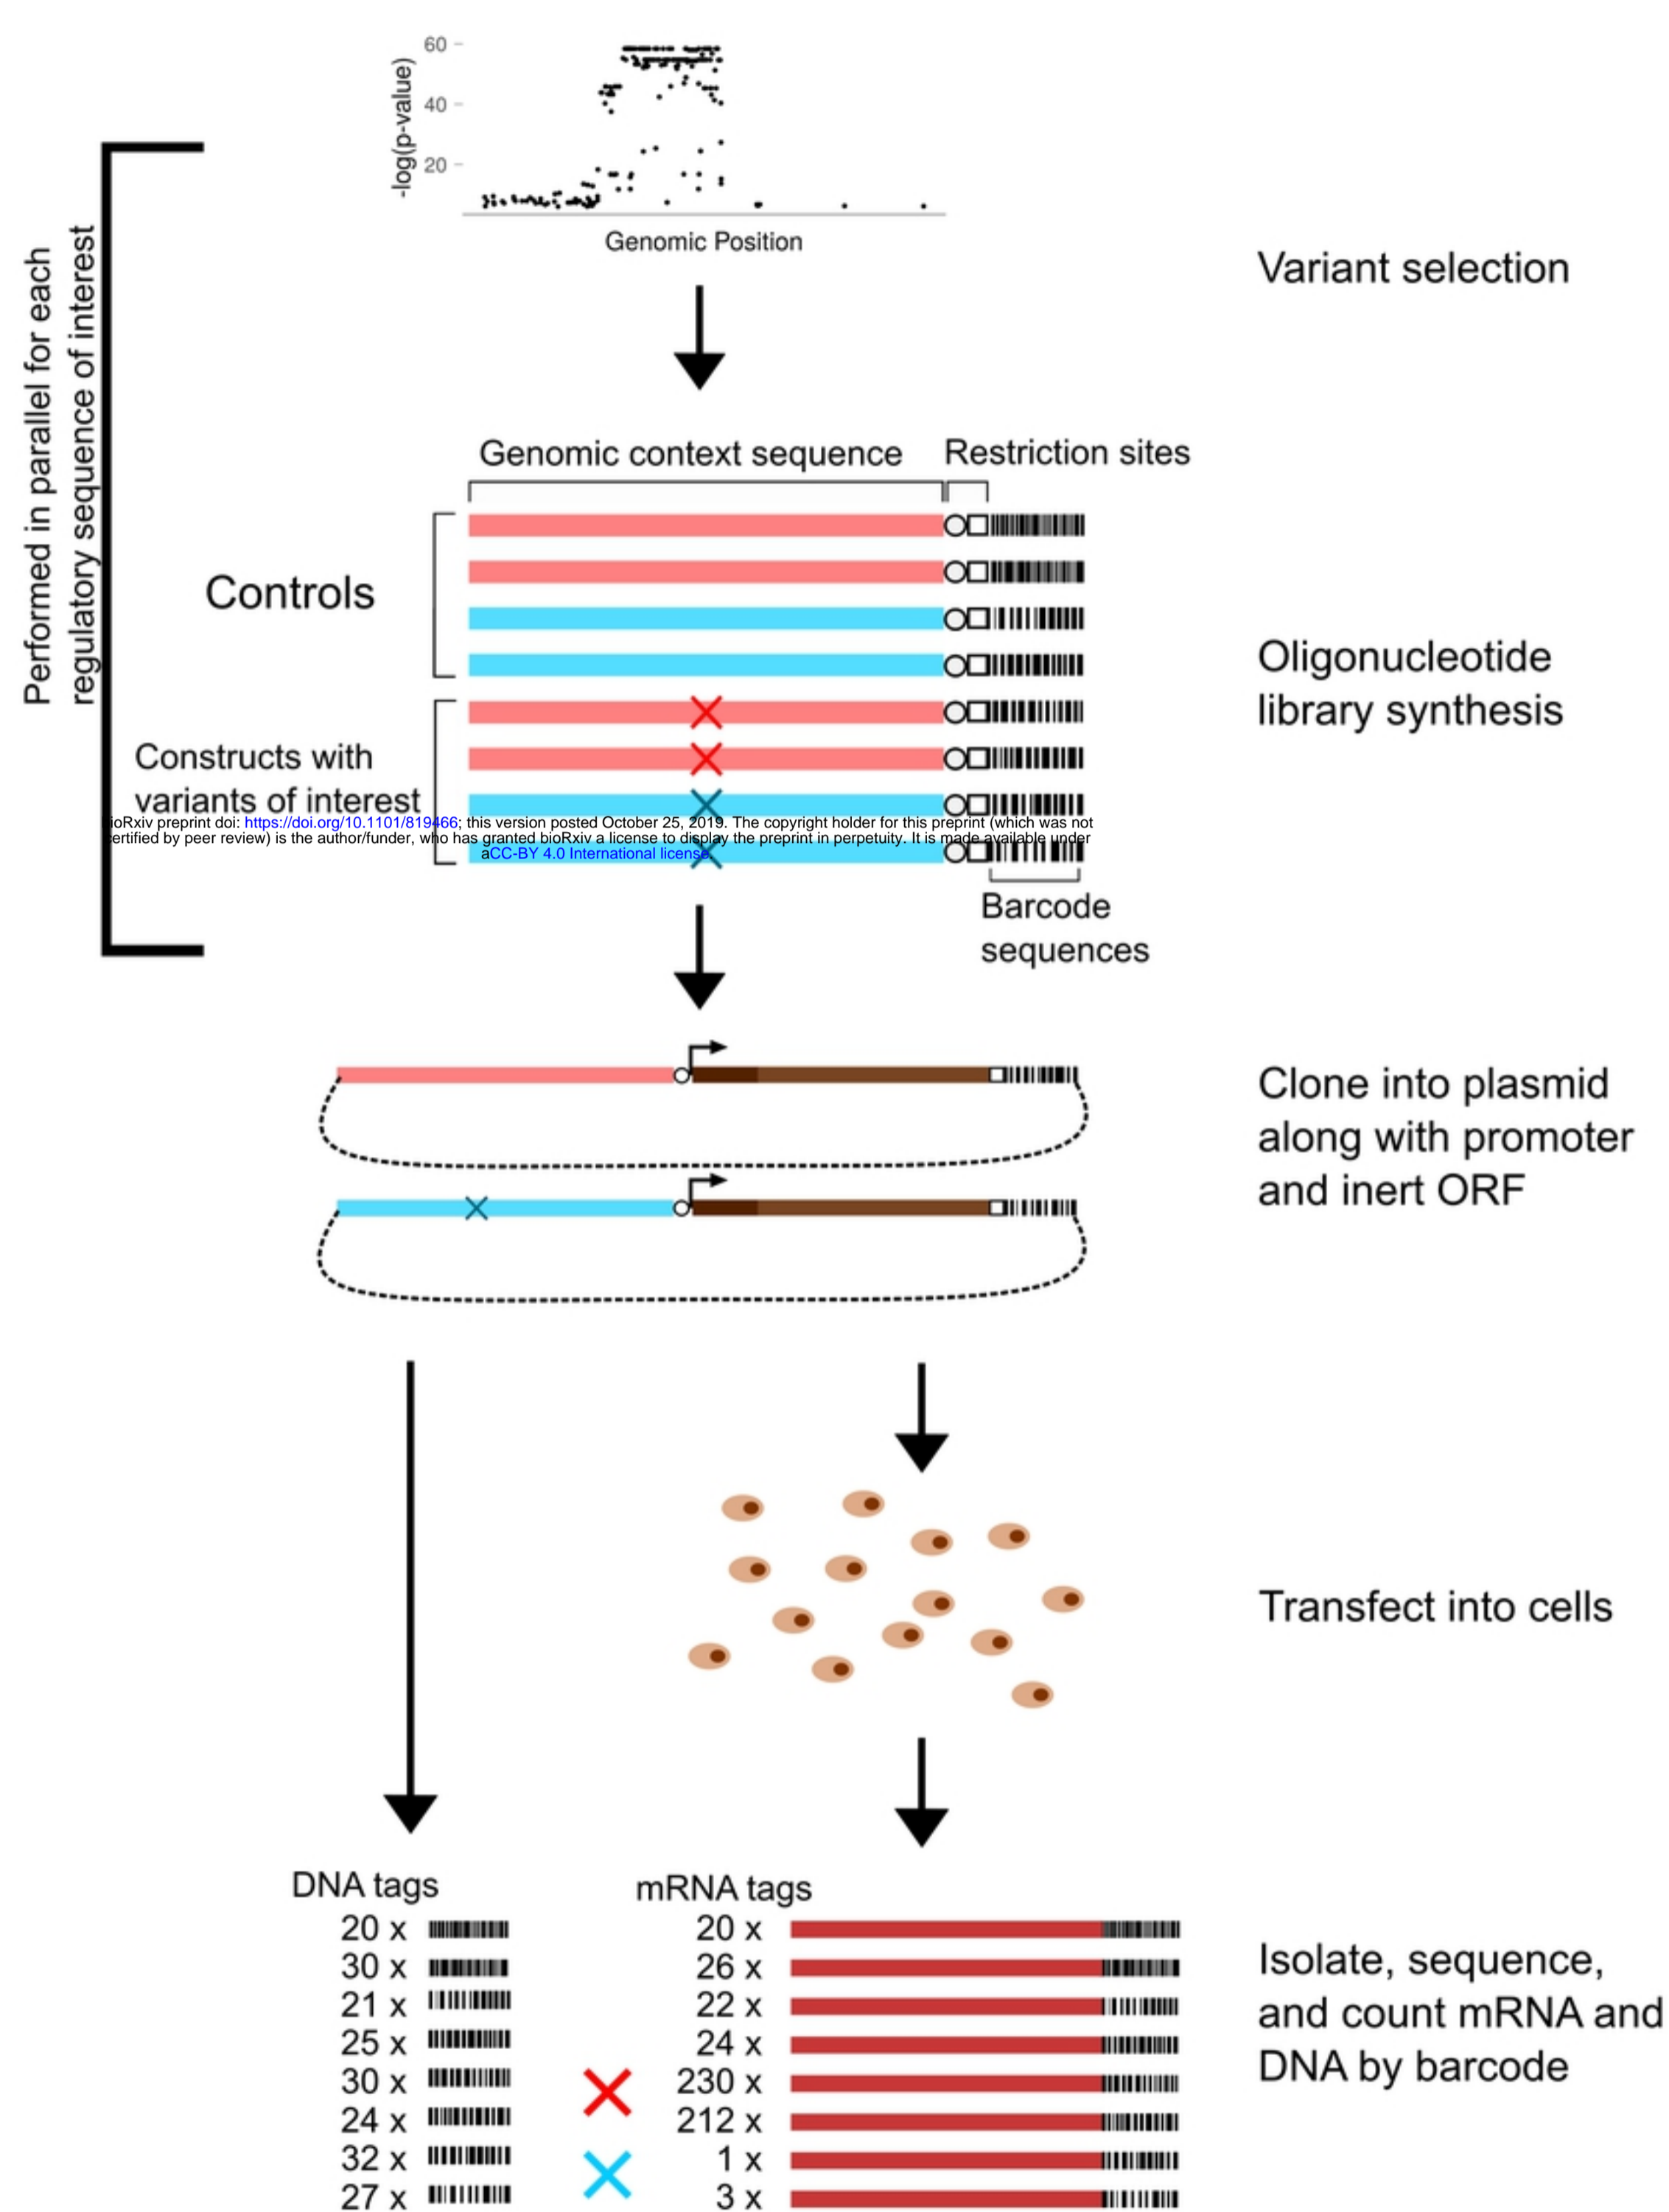 60
40
20
-log(p-value)
Genomic Position
Variant selection
Performed in parallel for each
regulatory sequence of interest
Genomic context sequence
Restriction sites
Controls
Oligonucleotide
library synthesis
Constructs with
variants of interest
bioRxiv preprint doi: https://doi.org/10.1101/819466; this version posted October 25, 2019. The copyright holder for this preprint (which was not
certified by peer review) is the author/funder, who has granted bioRxiv a license to display the preprint in perpetuity. It is made available under
aCC-BY 4.0 International license.
Barcode
sequences
Clone into plasmid
along with promoter
and inert ORF
Transfect into cells
DNA tags
20 x
30 x
21 x
25 x
30 x
24 x
32 x
27 x
mRNA tags
20 x
26 x
22 x
24 x
230 x
212 x
1 x
3 x
Isolate, sequence,
and count mRNA and
DNA by barcode